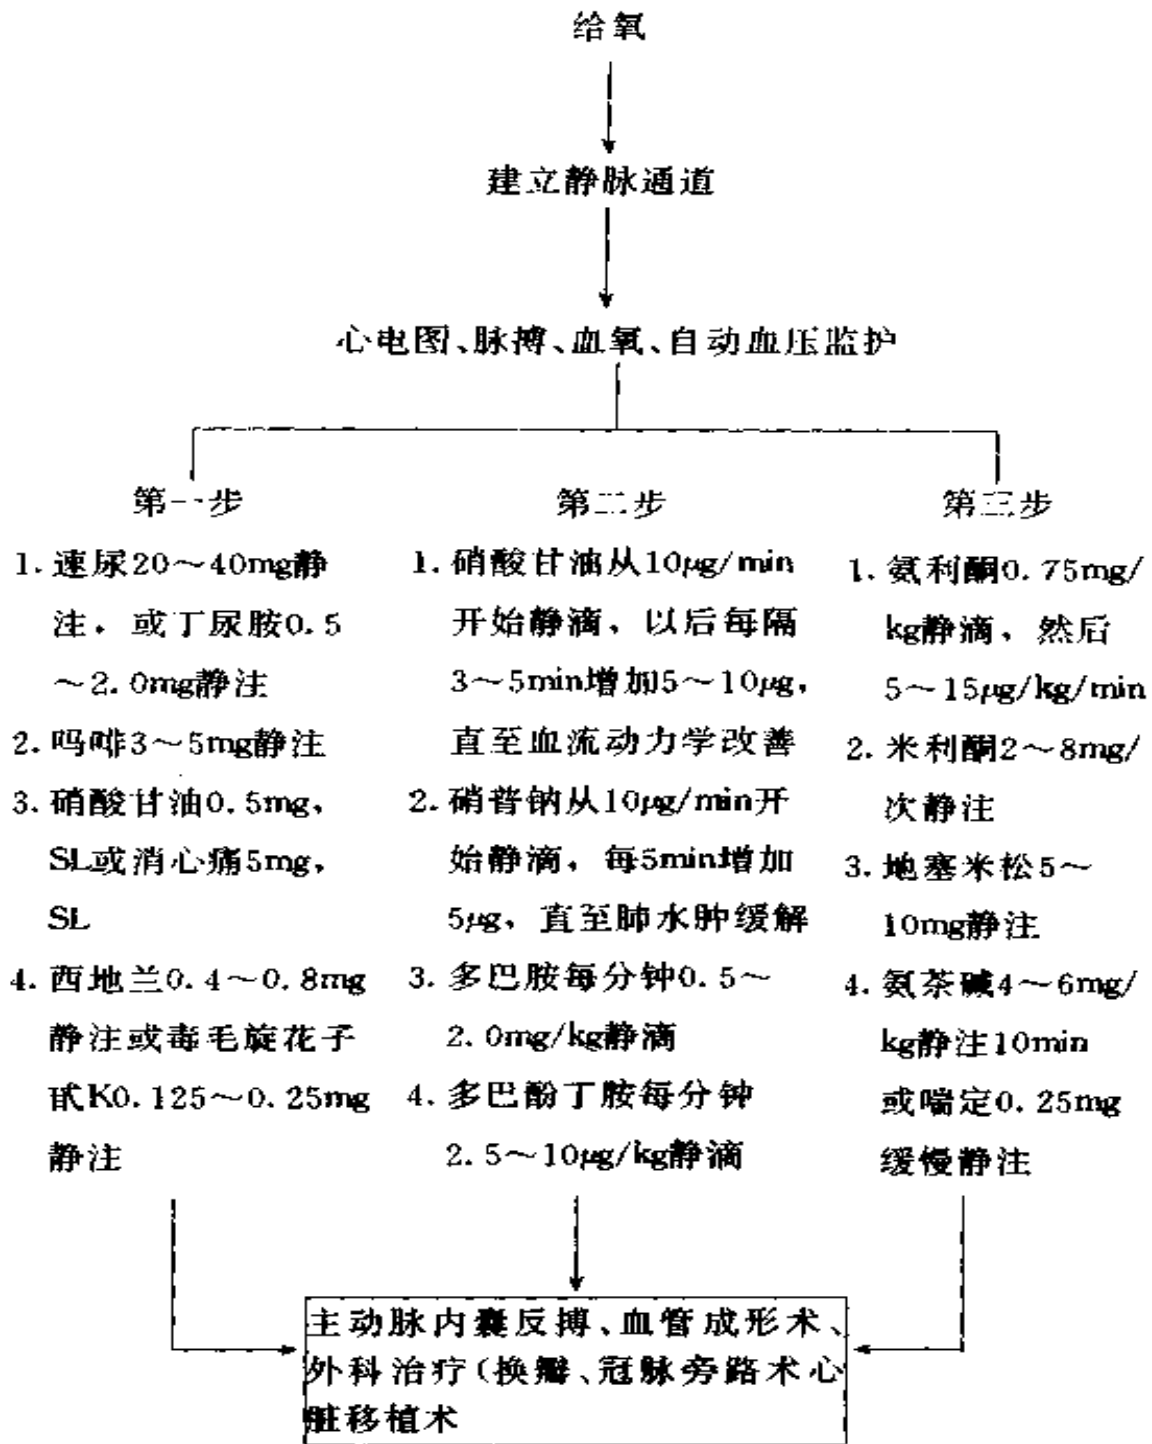 给氧
建立静脉通道
心电图、脉搏、血氧、自动血压监护
第一步
1. 速尿20～40mg静
注，或丁尿胺0.5
～2.0mg静注
2. 吗啡3～5mg静注
3. 硝酸甘油0.5mg，
SL或消心痛5mg，
SL
4. 西地兰0.4～0.8mg
静注或毒毛旋花子
甙K0.125～0.25mg
静注
第二步
1. 硝酸甘油从10μg/min
开始静滴，以后每隔
3～5min增加5～10μg，
直至血流动力学改善
2. 硝普钠从10μg/min开
始静滴，每5min增加
5μg，直至肺水肿缓解
3. 多巴胺每分钟0.5～
2.0mg/kg静滴
4. 多巴酚丁胺每分钟
2.5～10μg/kg静滴
第三步
1. 氨利酮0.75mg/
kg静滴，然后
5～15μg/kg/min
2. 米利酮2～8mg/
次静注
3. 地塞米松5～
10mg静注
4. 氨茶碱4～6mg/
kg静注10min
或喘定0.25mg
缓慢静注
主动脉内囊反搏、血管成形术、
外科治疗(换瓣、冠脉旁路术心
脏移植术